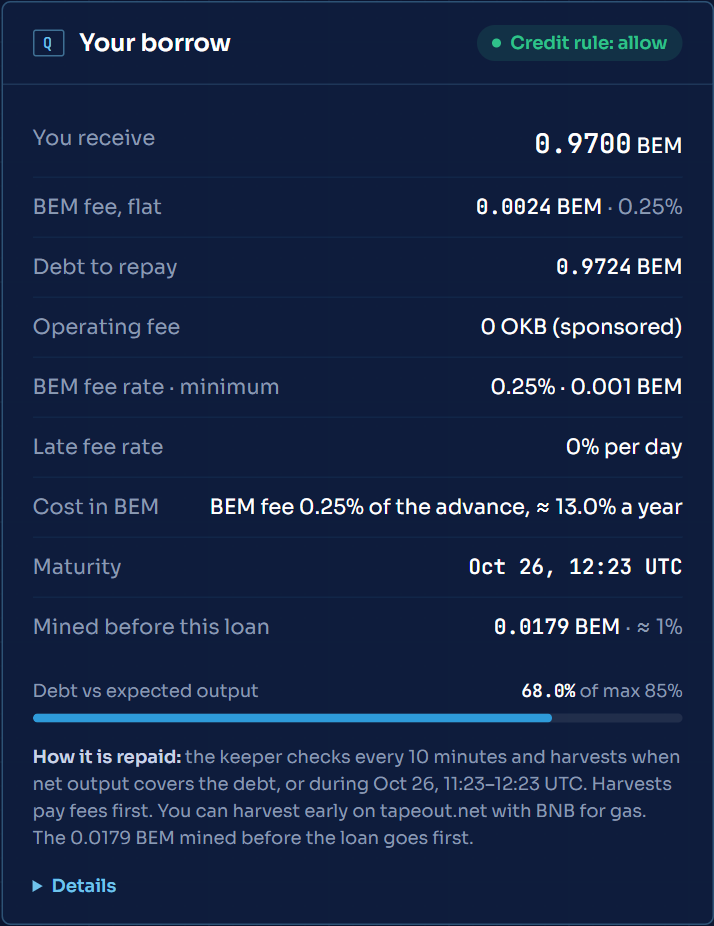 Q Your borrow Credit rule: allow
You receive 0.9700 BEM
BEM fee, flat 0.0024 BEM · 0.25%
Debt to repay 0.9724 BEM
Operating fee 0 OKB (sponsored)
BEM fee rate · minimum 0.25% · 0.001 BEM
Late fee rate 0% per day
Cost in BEM BEM fee 0.25% of the advance, ≈ 13.0% a year
Maturity Oct 26, 12:23 UTC
Mined before this loan 0.0179 BEM · ≈ 1%
Debt vs expected output 68.0% of max 85%
How it is repaid: the keeper checks every 10 minutes and harvests when
net output covers the debt, or during Oct 26, 11:23–12:23 UTC. Harvests
pay fees first. You can harvest early on tapeout.net with BNB for gas.
The 0.0179 BEM mined before the loan goes first.
Details